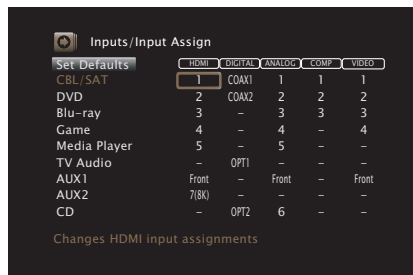 Inputs/Input Assign
Set Defaults HDMI DIGITAL ANALOG COMP VIDEO
CBL/SAT 1 COAX1 1 1 1
DVD 2 COAX2 2 2 2
Blu-ray 3 – 3 3 3
Game 4 – 4 – 4
Media Player 5 – 5 – –
TV Audio – OPT1 – – –
AUX1 Front – Front – Front
AUX2 7(8K) – – – –
CD – OPT2 6 – –
Changes HDMI input assignments